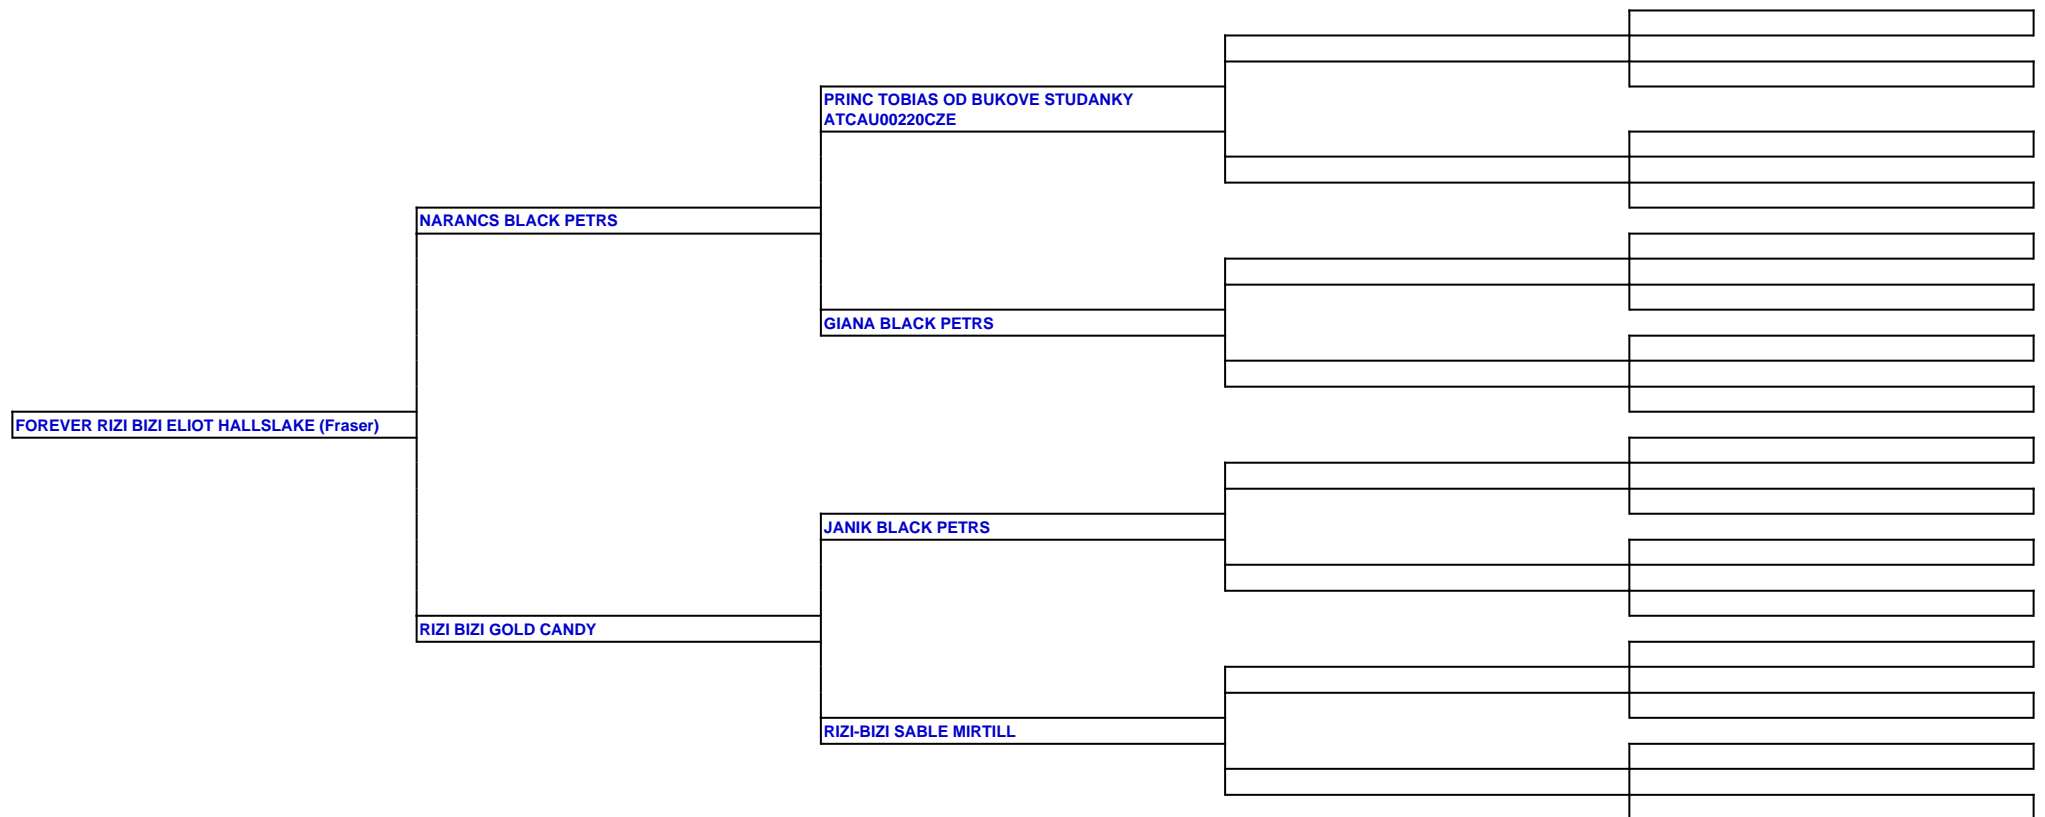 PRINC TOBIAS OD BUKOVE STUDANKY
ATCAU00220CZE
NARANCS BLACK PETRS
GIANA BLACK PETRS
FOREVER RIZI BIZI ELIOT HALLSLAKE (Fraser)
JANIK BLACK PETRS
RIZI BIZI GOLD CANDY
RIZI-BIZI SABLE MIRTILL